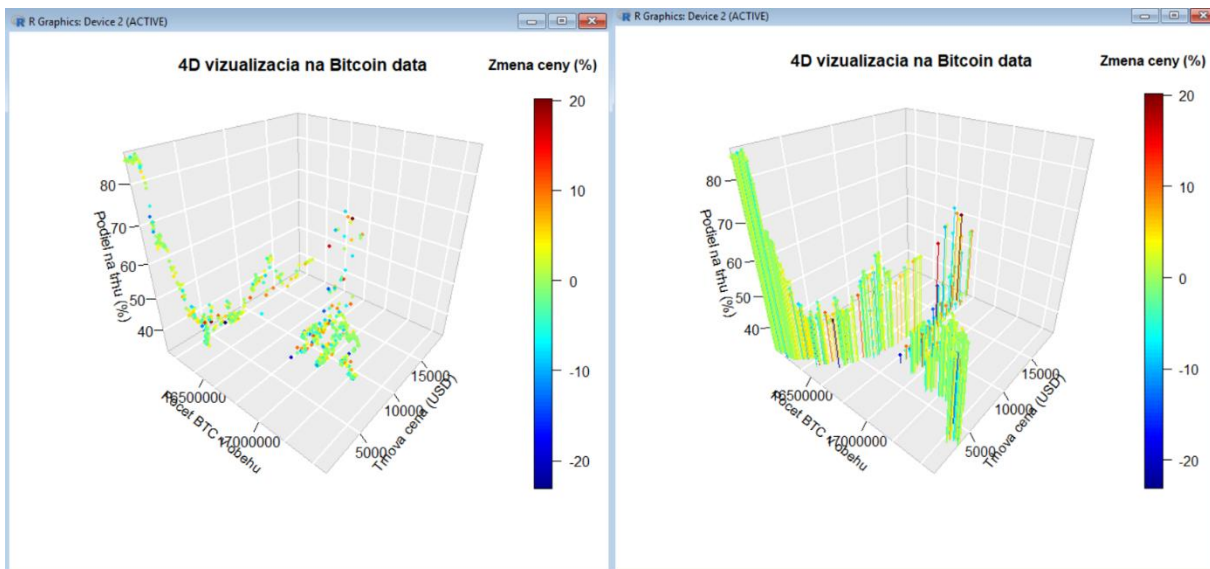 R Graphics: Device 2 (ACTIVE)
4D vizualizacia na Bitcoin data
Zmena ceny (%)
80
70
60
50
40
Podiel na trhu (%)
16500000
17000000
Pocet BTC v obehu
5000
10000
15000
Trhova cena (USD)
20
10
0
-10
-20
R Graphics: Device 2 (ACTIVE)
4D vizualizacia na Bitcoin data
Zmena ceny (%)
80
70
60
50
40
Podiel na trhu (%)
16500000
17000000
Pocet BTC v obehu
5000
10000
15000
Trhova cena (USD)
20
10
0
-10
-20